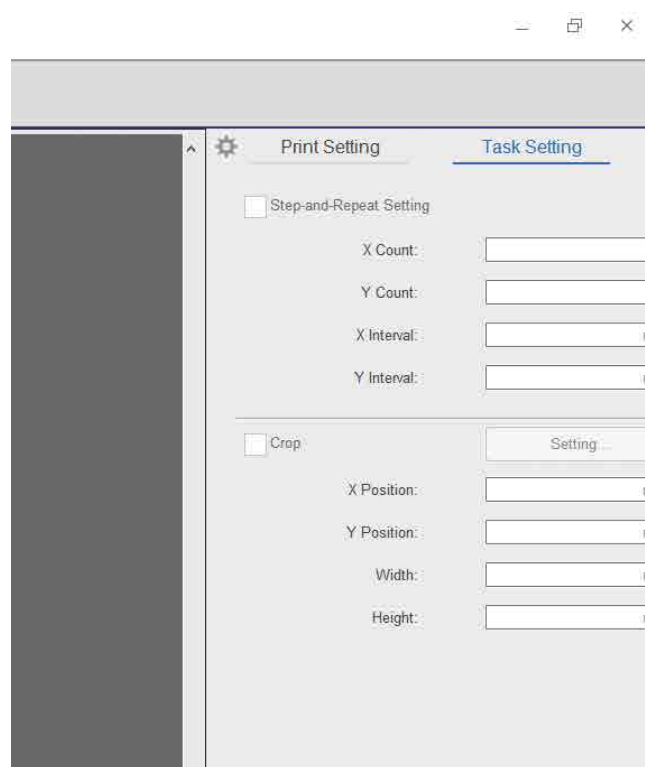 Print Setting Task Setting
Step-and-Repeat Setting
X Count:
Y Count:
X Interval:
Y Interval:
Crop Setting...
X Position:
Y Position:
Width:
Height: